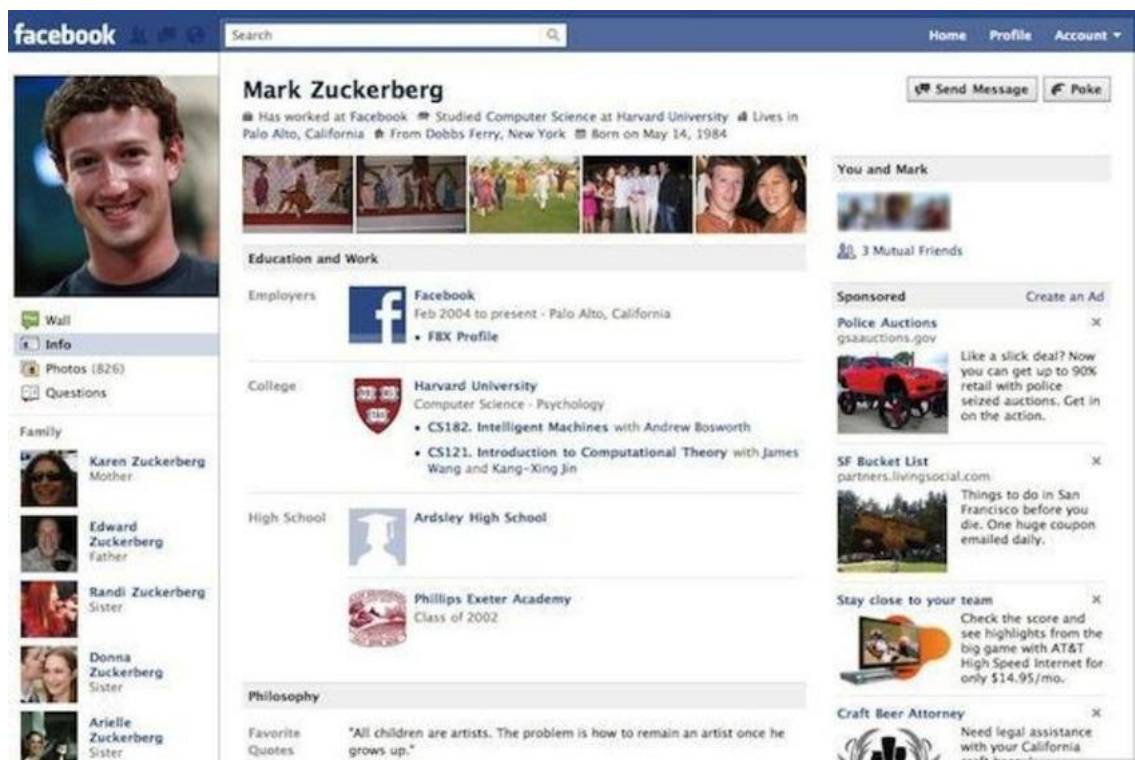 facebook
Search
Home Profile Account
Mark Zuckerberg
Send Message
Poke
Has worked at Facebook Studied Computer Science at Harvard University Lives in
Palo Alto, California From Dobbs Ferry, New York Born on May 14, 1984
Wall
Info
Photos (826)
Questions
Family
Karen Zuckerberg
Mother
Edward
Zuckerberg
Father
Randi Zuckerberg
Sister
Donna
Zuckerberg
Sister
Arielle
Zuckerberg
Sister
Education and Work
Employers
Facebook
Feb 2004 to present - Palo Alto, California
• FBX Profile
College
Harvard University
Computer Science · Psychology
• CS182. Intelligent Machines with Andrew Bosworth
• CS121. Introduction to Computational Theory with James
Wang and Kang-Xing Jin
High School
Ardsley High School
Phillips Exeter Academy
Class of 2002
Philosophy
Favorite
Quotes
"All children are artists. The problem is how to remain an artist once he
grows up."
You and Mark
3 Mutual Friends
Sponsored
Create an Ad
Police Auctions
gsaauctions.gov
Like a slick deal? Now
you can get up to 90%
retail with police
seized auctions. Get in
on the action.
SF Bucket List
partners.livingsocial.com
Things to do in San
Francisco before you
die. One huge coupon
emailed daily.
Stay close to your team
Check the score and
see highlights from the
big game with AT&T
High Speed Internet for
only $14.95/mo.
Craft Beer Attorney
Need legal assistance
with your California